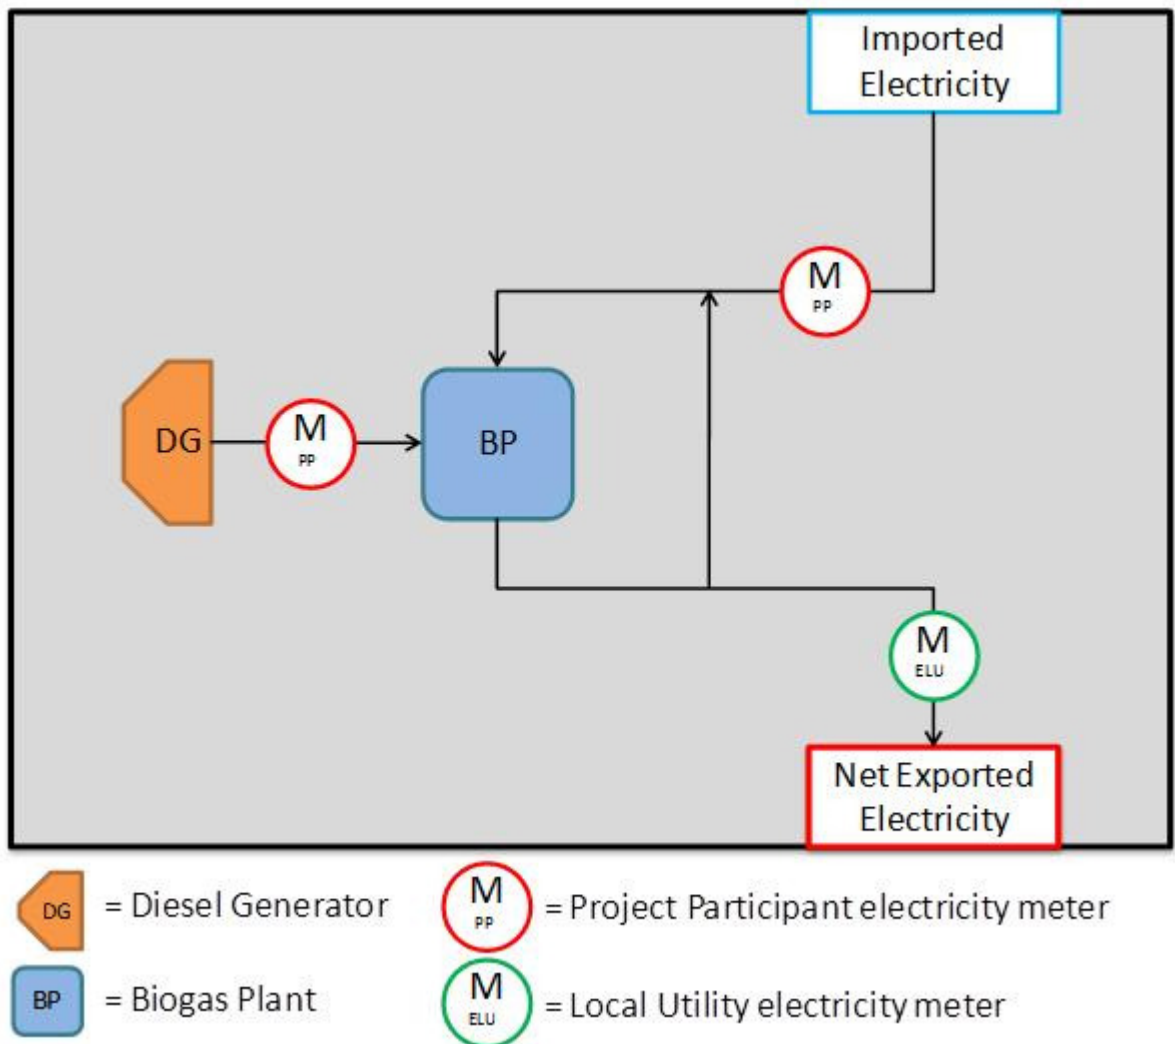 Imported
Electricity
M
PP
DG
M
PP
BP
M
ELU
Net Exported
Electricity
DG = Diesel Generator
M
PP = Project Participant electricity meter
BP = Biogas Plant
M
ELU = Local Utility electricity meter